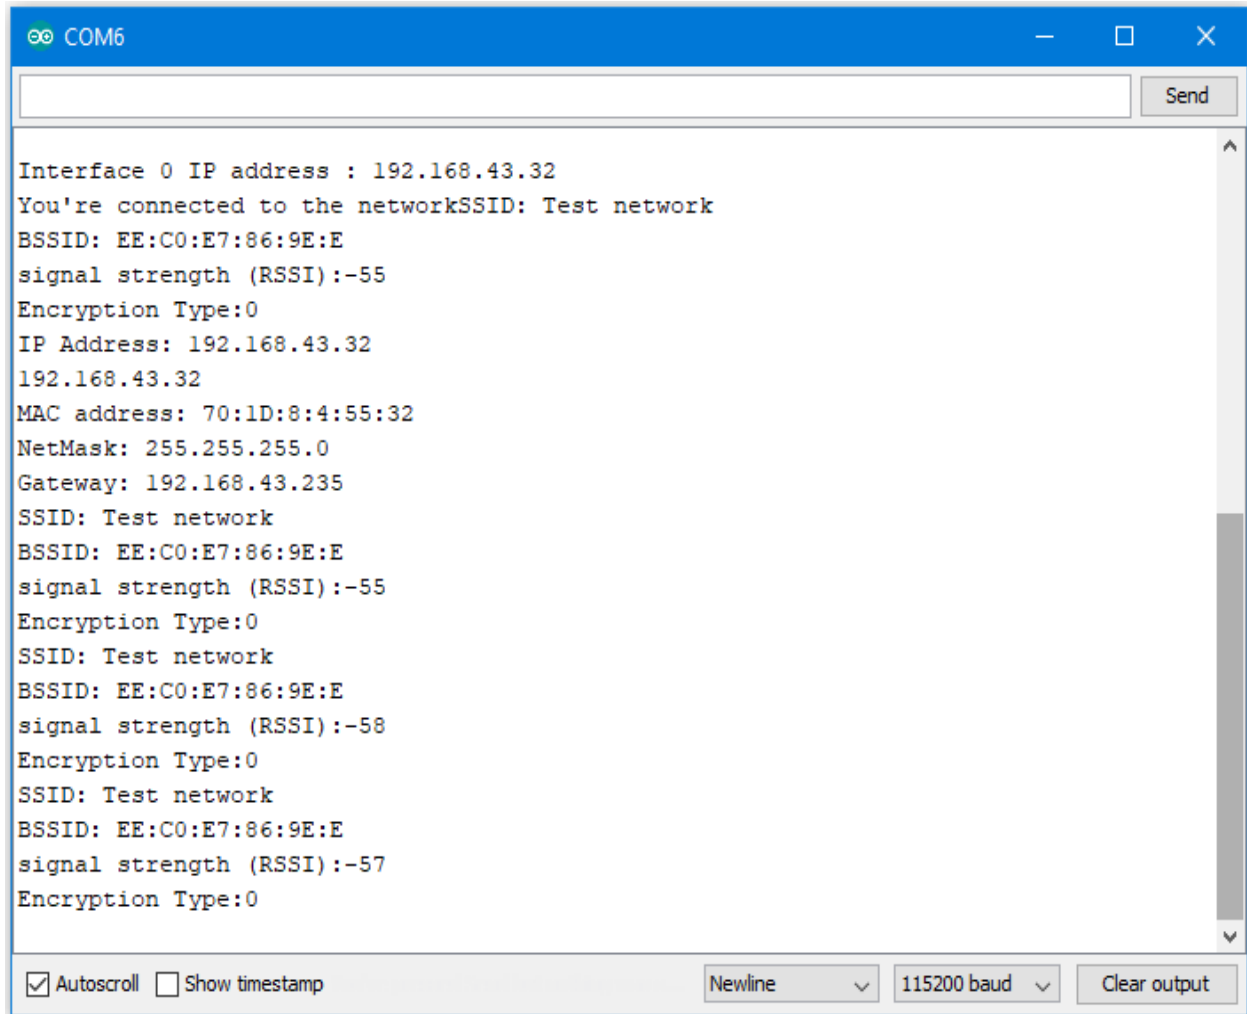 COM6
Send
Interface 0 IP address : 192.168.43.32
You're connected to the networkSSID: Test network
BSSID: EE:C0:E7:86:9E:E
signal strength (RSSI):-55
Encryption Type:0
IP Address: 192.168.43.32
192.168.43.32
MAC address: 70:1D:8:4:55:32
NetMask: 255.255.255.0
Gateway: 192.168.43.235
SSID: Test network
BSSID: EE:C0:E7:86:9E:E
signal strength (RSSI):-55
Encryption Type:0
SSID: Test network
BSSID: EE:C0:E7:86:9E:E
signal strength (RSSI):-58
Encryption Type:0
SSID: Test network
BSSID: EE:C0:E7:86:9E:E
signal strength (RSSI):-57
Encryption Type:0
Autoscroll Show timestamp Newline 115200 baud Clear output